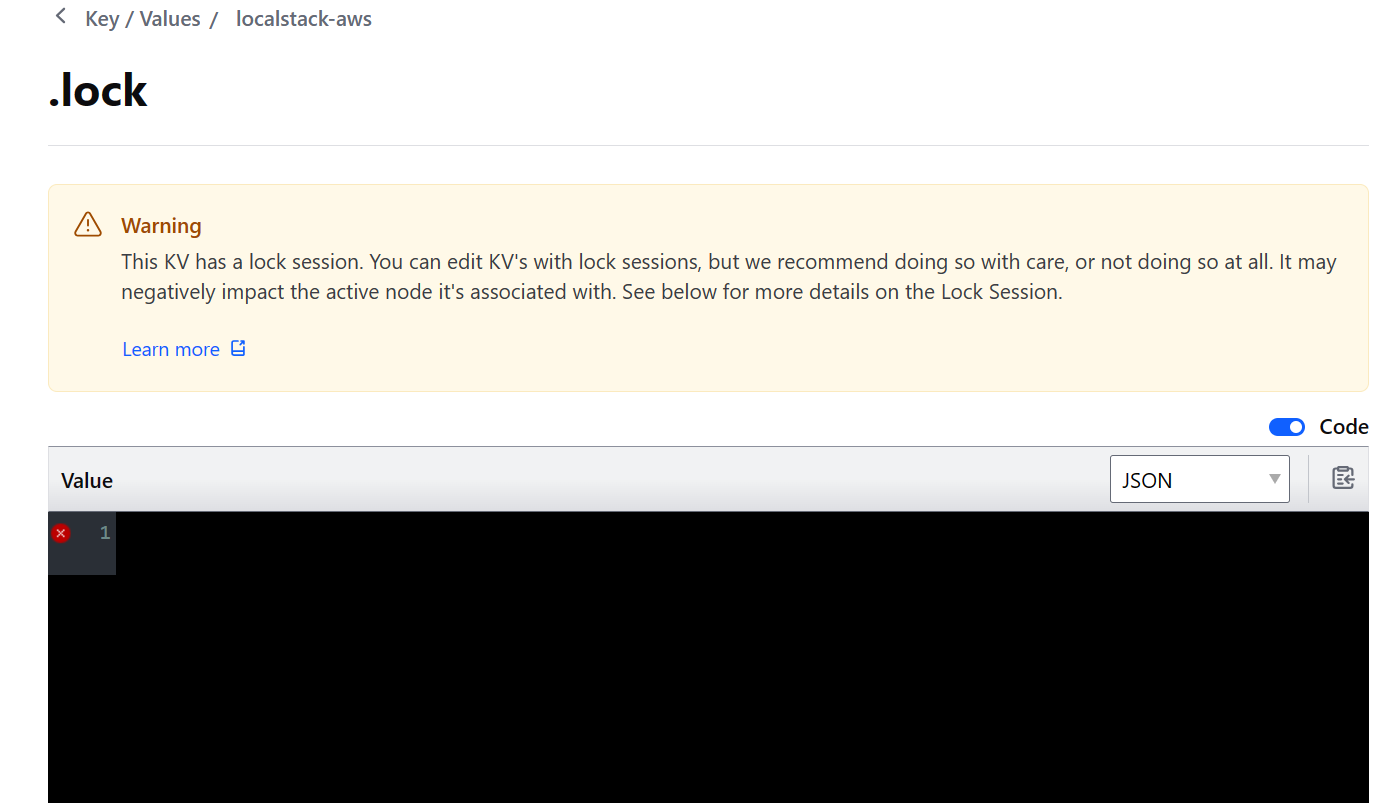 Key / Values / localstack-aws
.lock
Warning
This KV has a lock session. You can edit KV's with lock sessions, but we recommend doing so with care, or not doing so at all. It may
negatively impact the active node it's associated with. See below for more details on the Lock Session.
Learn more
Code
Value JSON
1